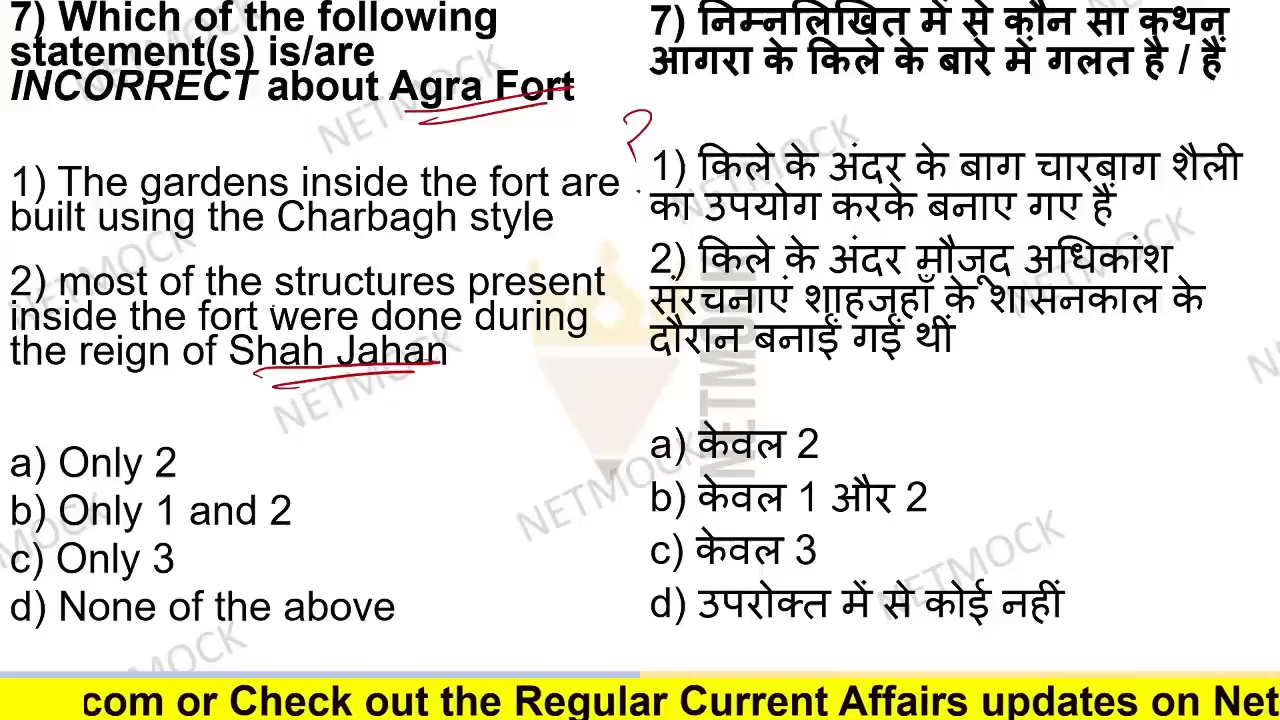 7) Which of the following
statement(s) is/are
INCORRECT about Agra Fort
1) The gardens inside the fort are
built using the Charbagh style
2) most of the structures present
inside the fort were done during
the reign of Shah Jahan
a) Only 2
b) Only 1 and 2
c) Only 3
d) None of the above
7) निम्नलिखित में से कौन सा कथन
आगरा के किले के बारे में गलत है / हैं
?
1) किले के अंदर के बाग चारबाग शैली
का उपयोग करके बनाए गए हैं
2) किले के अंदर मौजूद अधिकांश
संरचनाएं शाहजहाँ के शासनकाल के
दौरान बनाई गई थीं
a) केवल 2
b) केवल 1 और 2
c) केवल 3
d) उपरोक्त में से कोई नहीं
NETMOCK
com or Check out the Regular Current Affairs updates on Net